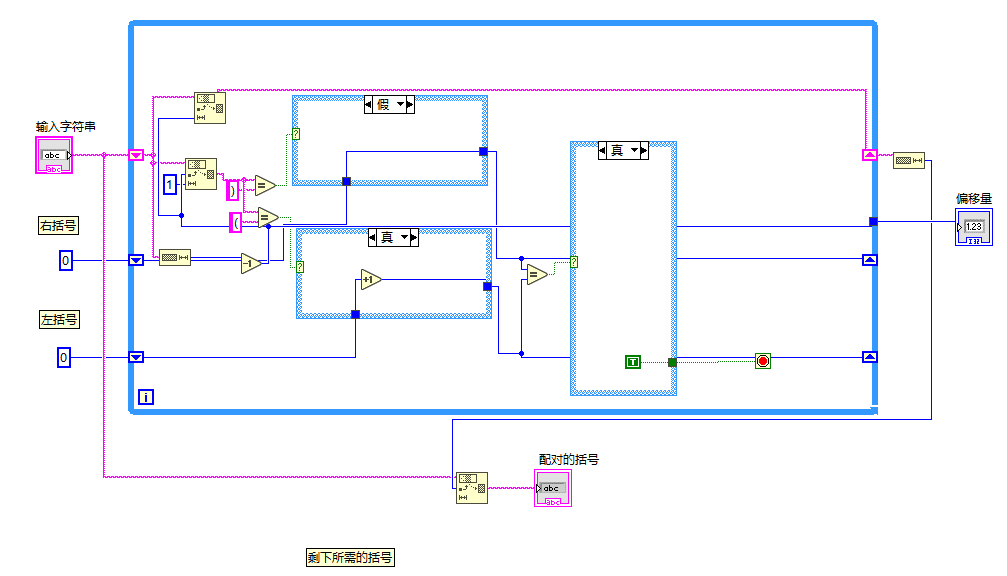 输入字符串
abc
abc
假
真
1
)
=
(
=
右括号
0
-1
?
?
真
+1
=
?
偏移量
1.23
I32
左括号
0
T
i
配对的括号
abc
abc
剩下所需的括号